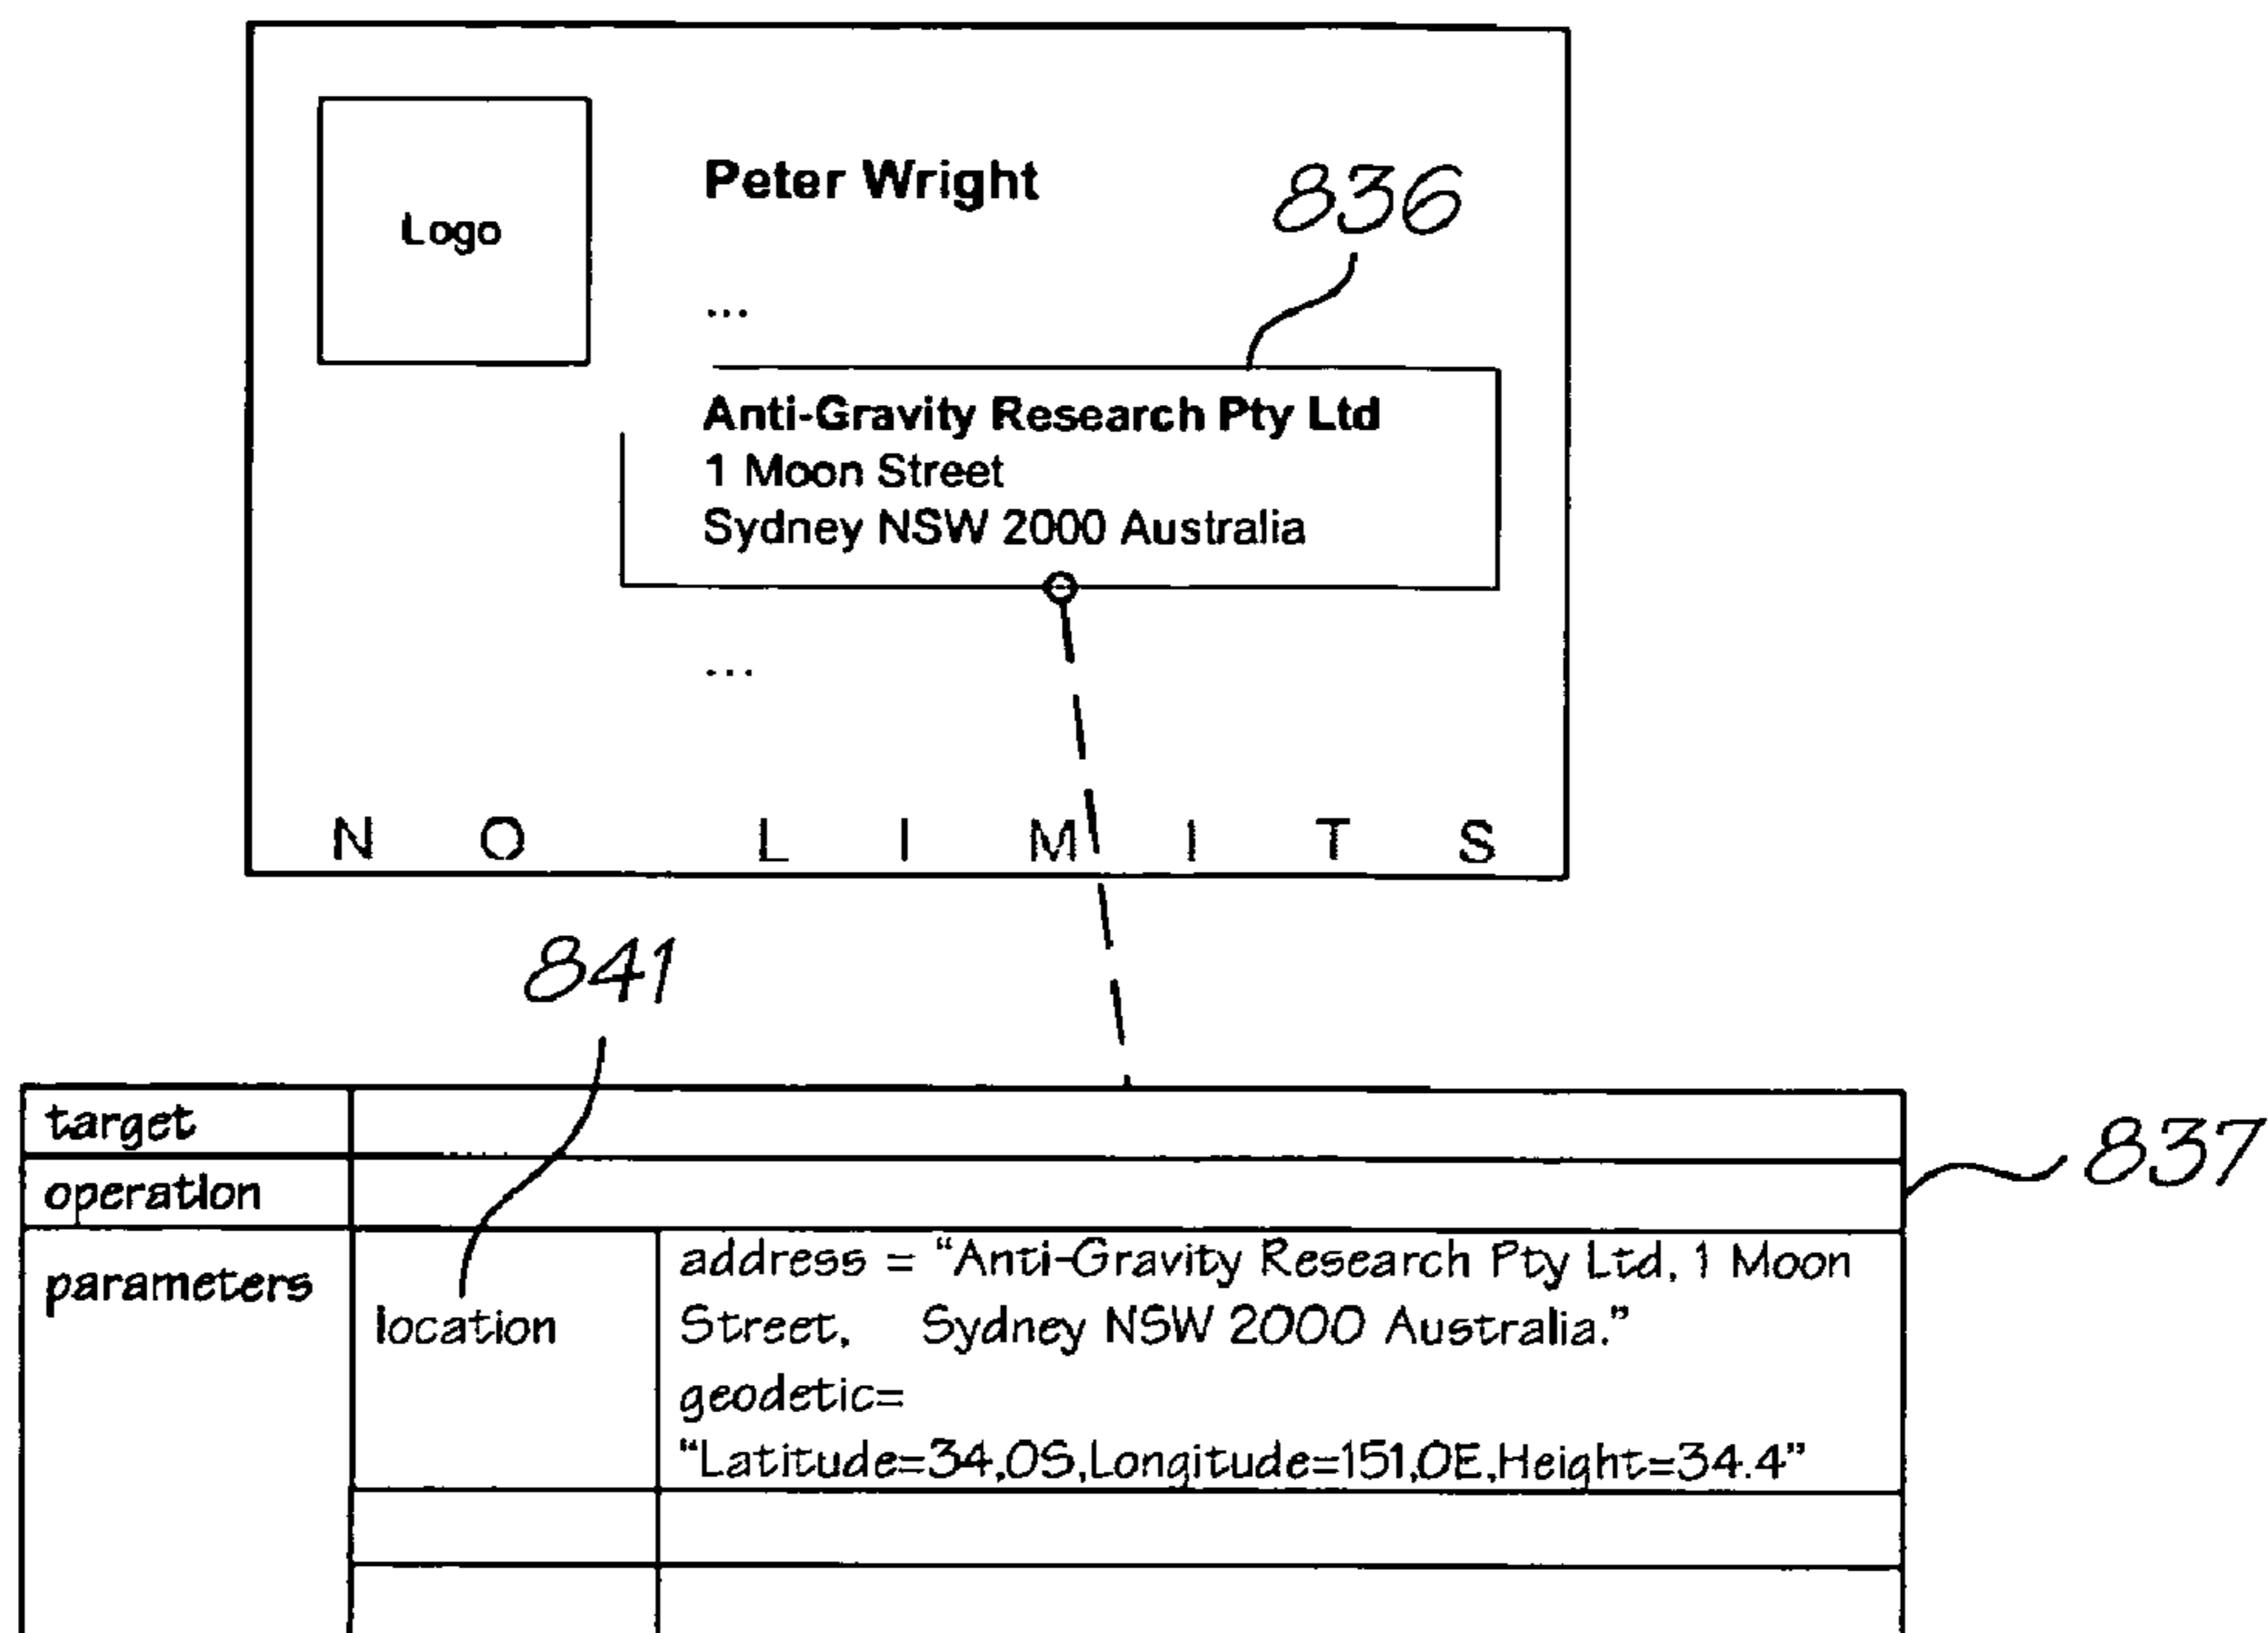 Logo
Peter Wright
836
...
Anti-Gravity Research Pty Ltd
1 Moon Street
Sydney NSW 2000 Australia
...
N O L I M I T S
841
target
837
operation
parameters
location
address = “Anti-Gravity Research Pty Ltd, 1 Moon
Street, Sydney NSW 2000 Australia.”
geodetic=
“Latitude=34.0S,Longitude=151.0E,Height=34.4”